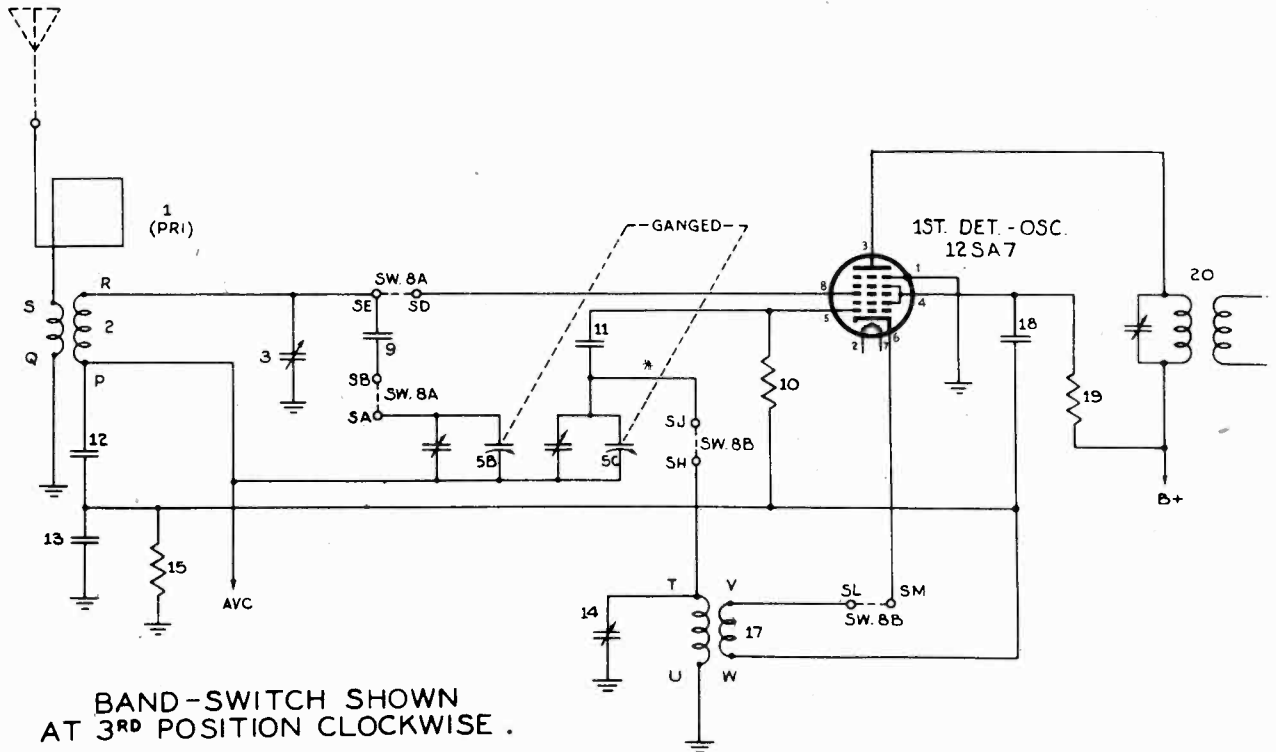 GANGED
1
(PRI)
1ST. DET. - OSC.
12SA7
3
1
8
4
5
2
7
6
20
S
R
2
Q
P
SW. 8A
SE
SD
3
9
11
*
10
18
19
SB
SW. 8A
SA
5B
5C
SJ
SW. 8B
SH
B+
12
13
15
AVC
T
V
SL
SM
SW. 8B
14
17
U
W
BAND-SWITCH SHOWN
AT 3RD POSITION CLOCKWISE .